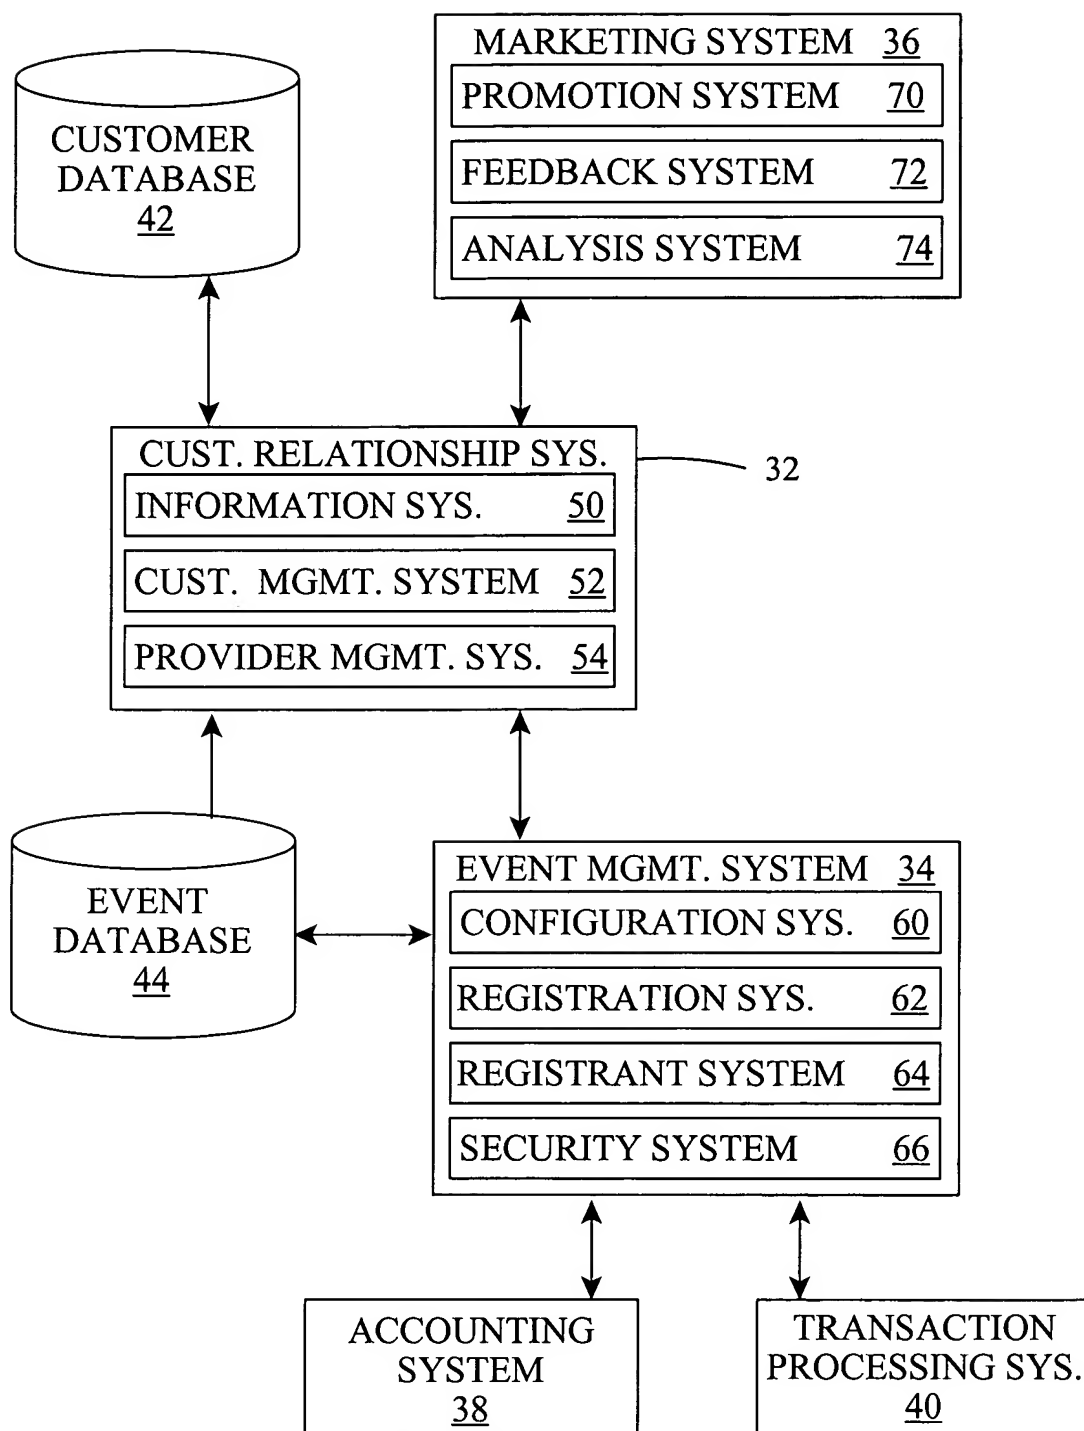 CUSTOMER
DATABASE
42
MARKETING SYSTEM 36
PROMOTION SYSTEM 70
FEEDBACK SYSTEM 72
ANALYSIS SYSTEM 74
CUST. RELATIONSHIP SYS.
32
INFORMATION SYS. 50
CUST. MGMT. SYSTEM 52
PROVIDER MGMT. SYS. 54
EVENT
DATABASE
44
EVENT MGMT. SYSTEM 34
CONFIGURATION SYS. 60
REGISTRATION SYS. 62
REGISTRANT SYSTEM 64
SECURITY SYSTEM 66
ACCOUNTING
SYSTEM
38
TRANSACTION
PROCESSING SYS.
40